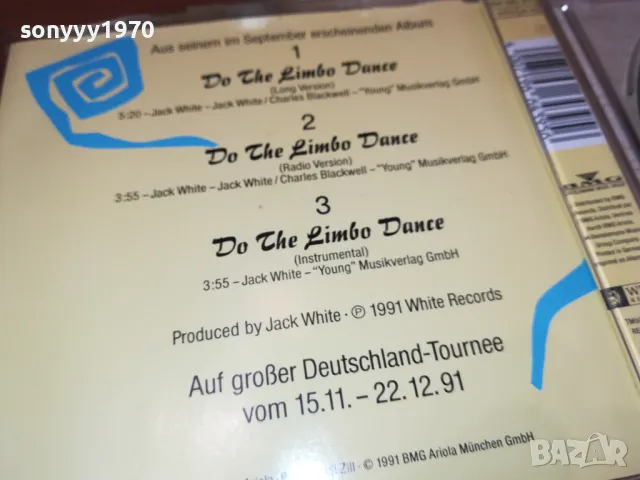 sonyyy1970
Aus seinem im September erscheinenden Album
1
Do The Limbo Dance
(Long Version)
5:20 – Jack White – Jack White / Charles Blackwell – "Young" Musikverlag GmbH
2
Do The Limbo Dance
(Radio Version)
3:55 – Jack White – Jack White / Charles Blackwell – "Young" Musikverlag GmbH
3
Do The Limbo Dance
(Instrumental)
3:55 – Jack White – "Young" Musikverlag GmbH
Produced by Jack White · ℗ 1991 White Records
Auf großer Deutschland-Tournee
vom 15.11. – 22.12.91
Zill · © 1991 BMG Ariola München GmbH
BMG
bazar